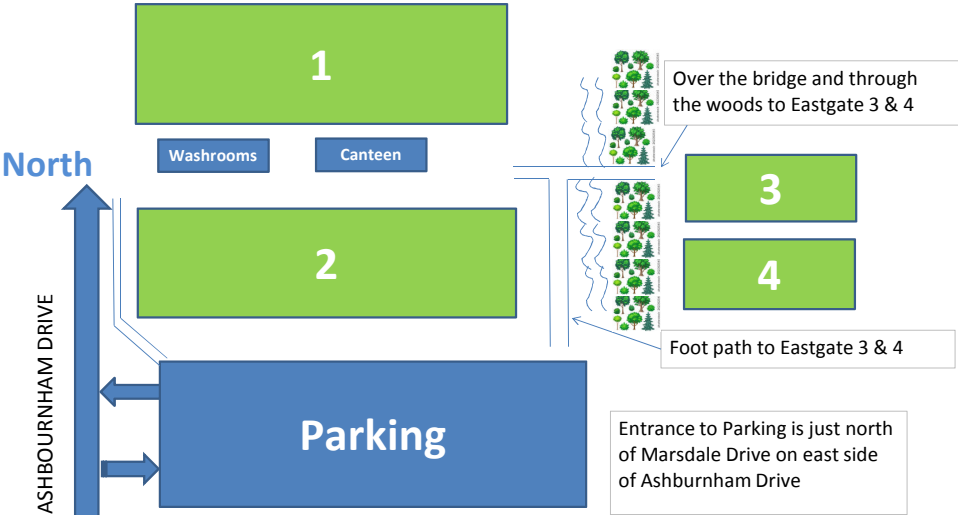 1
Over the bridge and through
the woods to Eastgate 3 & 4
Washrooms
Canteen
North
3
2
4
ASHBOURNHAM DRIVE
Foot path to Eastgate 3 & 4
Parking
Entrance to Parking is just north
of Marsdale Drive on east side
of Ashburnham Drive